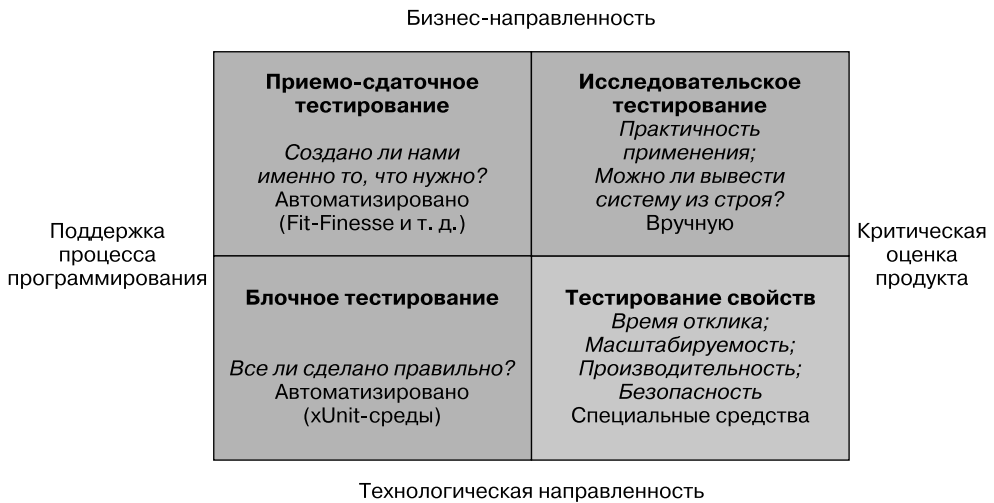 Бизнес-направленность
Приемо-сдаточное
тестирование
Создано ли нами
именно то, что нужно?
Автоматизировано
(Fit-Finesse и т. д.)
Исследовательское
тестирование
Практичность
применения;
Можно ли вывести
систему из строя?
Вручную
Поддержка
процесса
программирования
Критическая
оценка
продукта
Блочное тестирование
Все ли сделано правильно?
Автоматизировано
(xUnit-среды)
Тестирование свойств
Время отклика;
Масштабируемость;
Производительность;
Безопасность
Специальные средства
Технологическая направленность